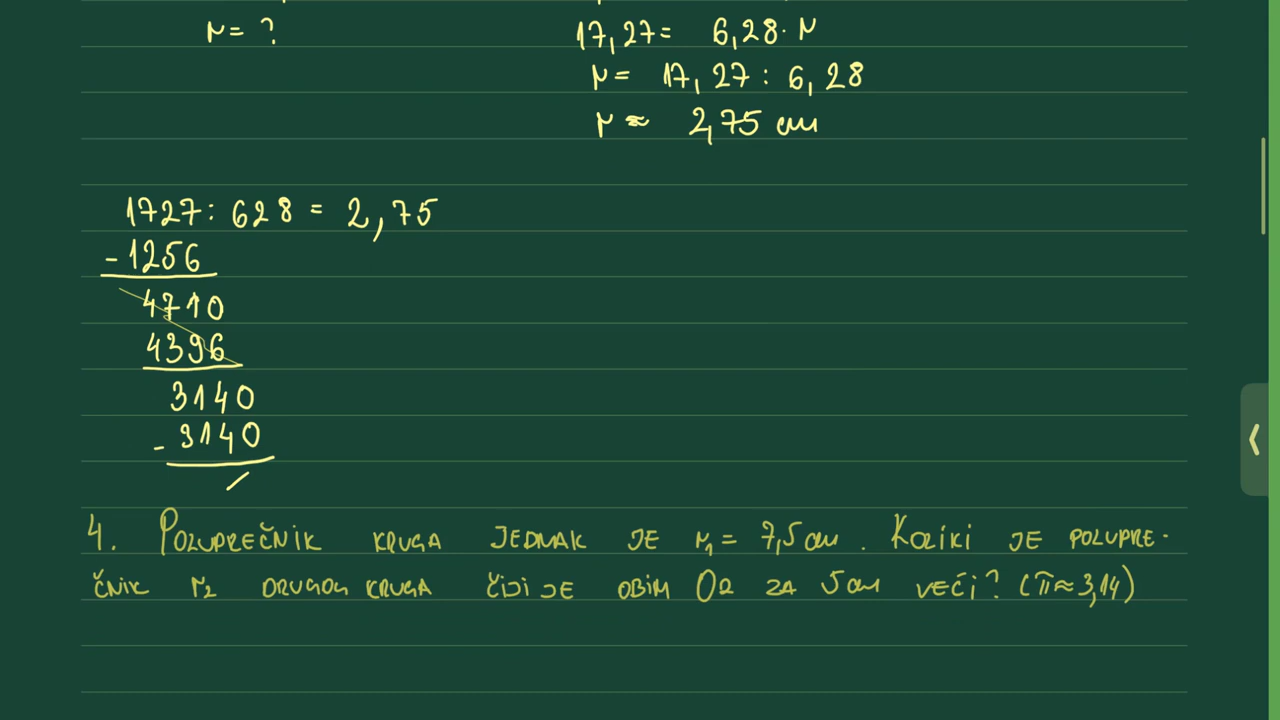 r = ?
17,27 = 6,28 · r
r = 17,27 : 6,28
r ≈ 2,75 cm
1727 : 628 = 2,75
- 1256
4710
4396
3140
- 3140
4. POLUPREČNIK KRUGA JEDNAK JE r₁ = 7,5 cm. KOLIKI JE POLUPRE-
ČNIK r₂ DRUGOG KRUGA ČIJI JE OBIM O₂ ZA 5 cm VEĆI? (π ≈ 3,14)